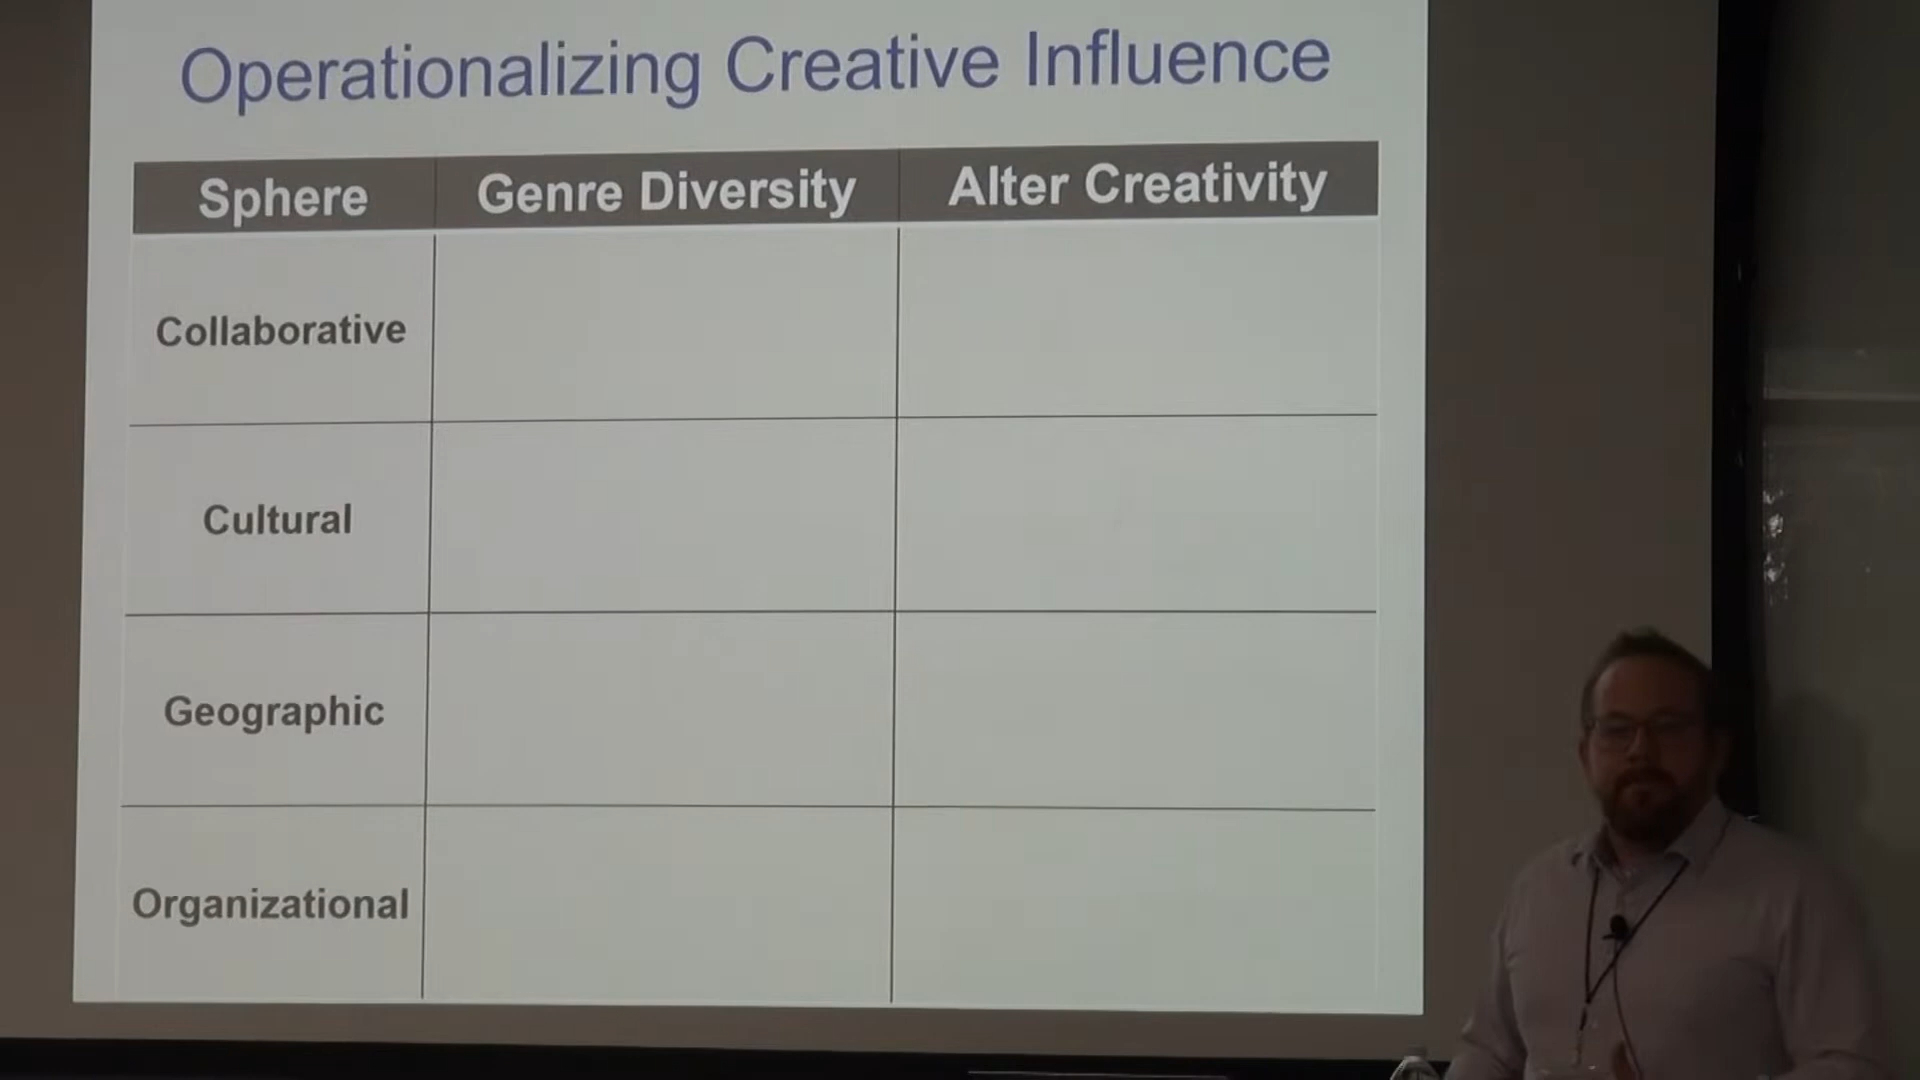 Operationalizing Creative Influence
Sphere Genre Diversity Alter Creativity
Collaborative
Cultural
Geographic
Organizational